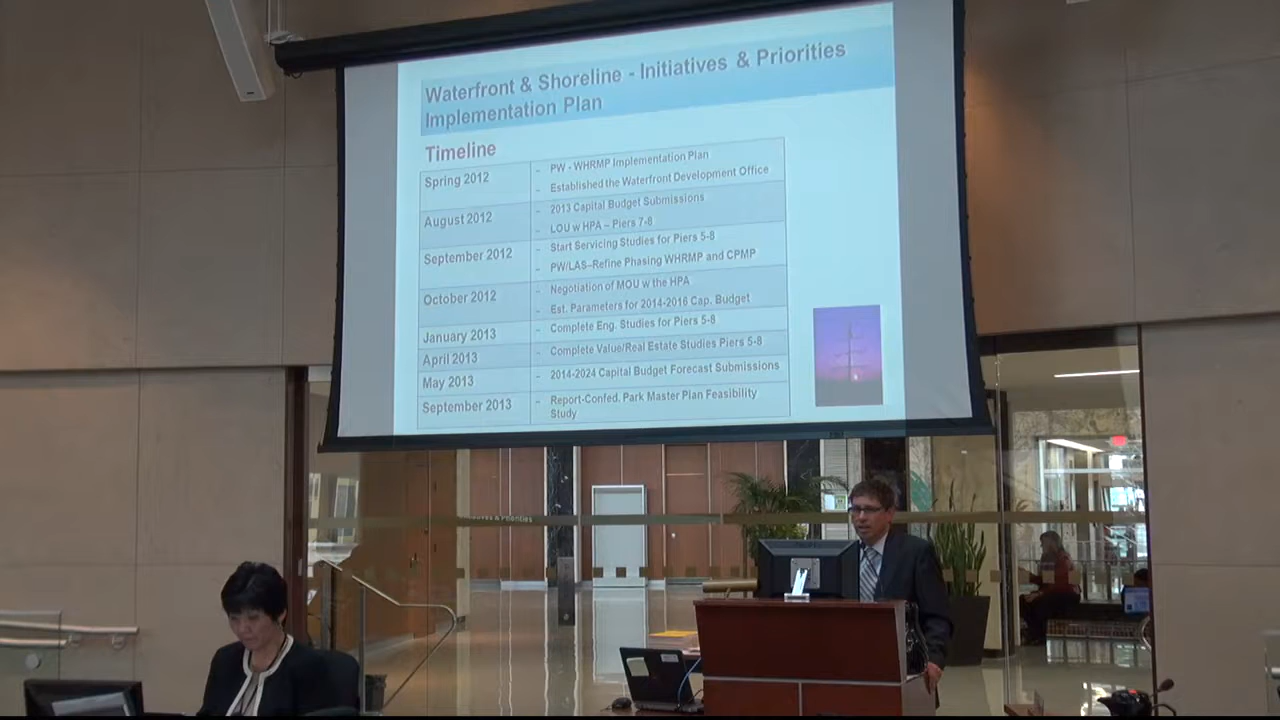 Waterfront & Shoreline - Initiatives & Priorities
Implementation Plan
Timeline
Spring 2012
- PW - WHRMP Implementation Plan
- Established the Waterfront Development Office
August 2012
- 2013 Capital Budget Submissions
- LOU w HPA – Piers 7-8
September 2012
- Start Servicing Studies for Piers 5-8
- PW/LAS–Refine Phasing WHRMP and CPMP
October 2012
- Negotiation of MOU w the HPA
- Est. Parameters for 2014-2016 Cap. Budget
January 2013
- Complete Eng. Studies for Piers 5-8
April 2013
- Complete Value/Real Estate Studies Piers 5-8
May 2013
- 2014-2024 Capital Budget Forecast Submissions
September 2013
- Report-Confed. Park Master Plan Feasibility
Study
& Priorities